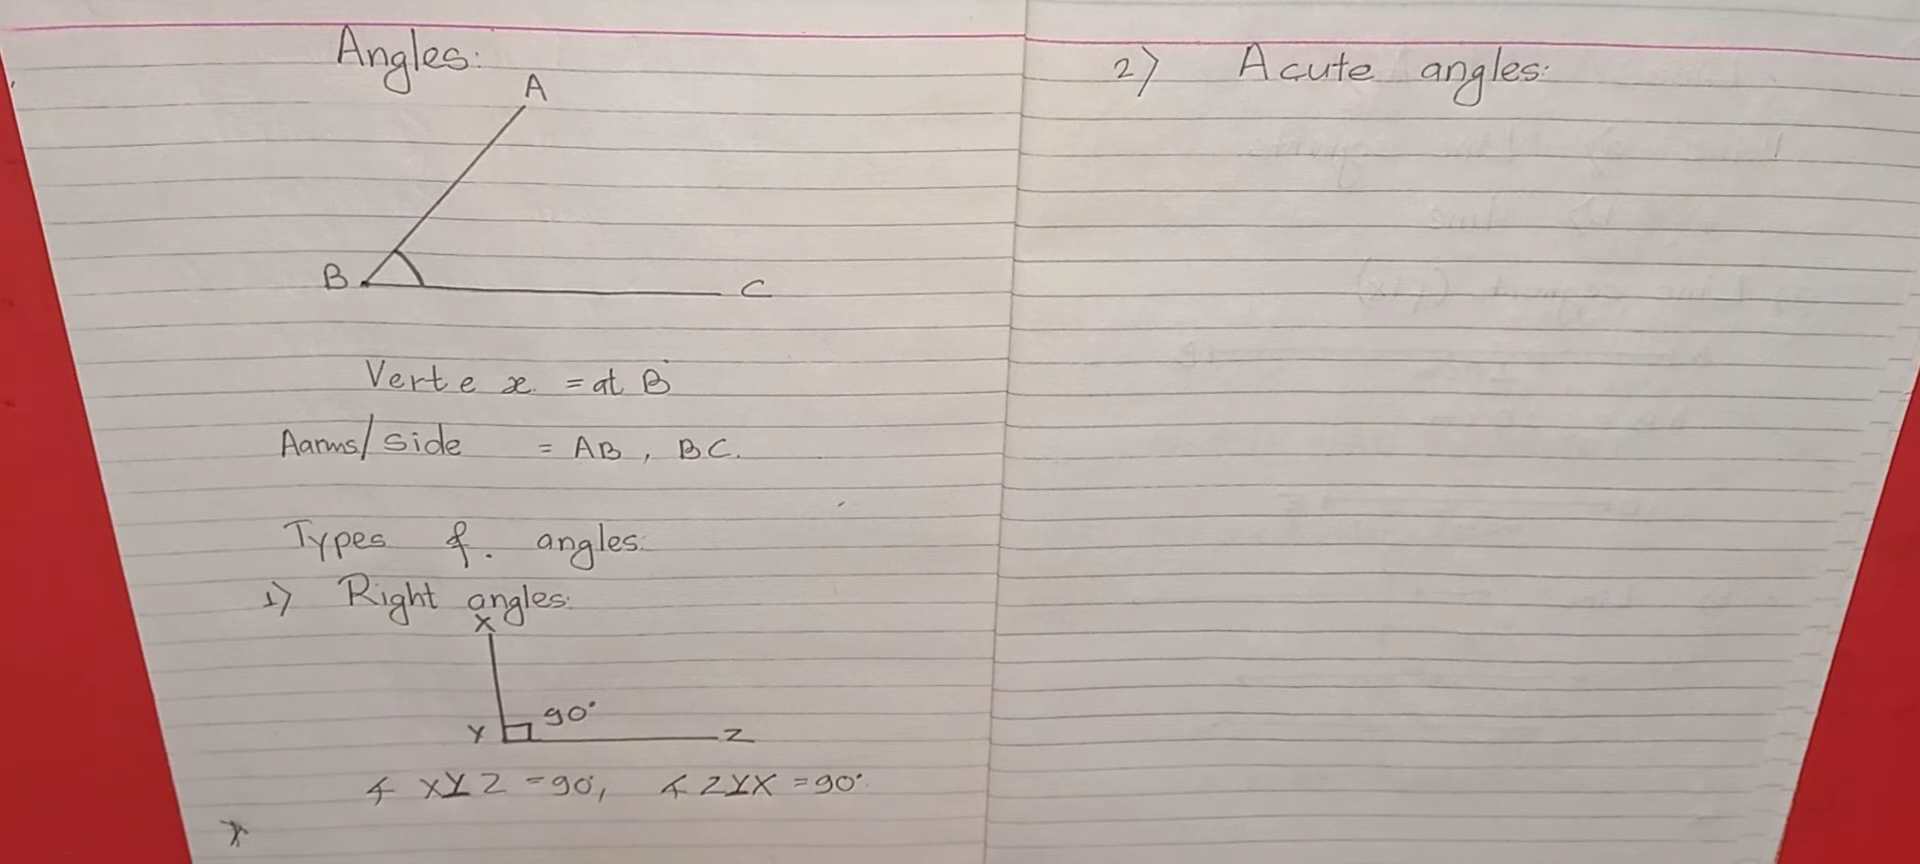 Angles:
A
B
C
Vertex = at B
Aarms/side = AB, BC.
Types of. angles:
1) Right angles:
X
90°
Y
Z
∡ XYZ = 90°, ∡ ZYX = 90°
2) Acute angles: